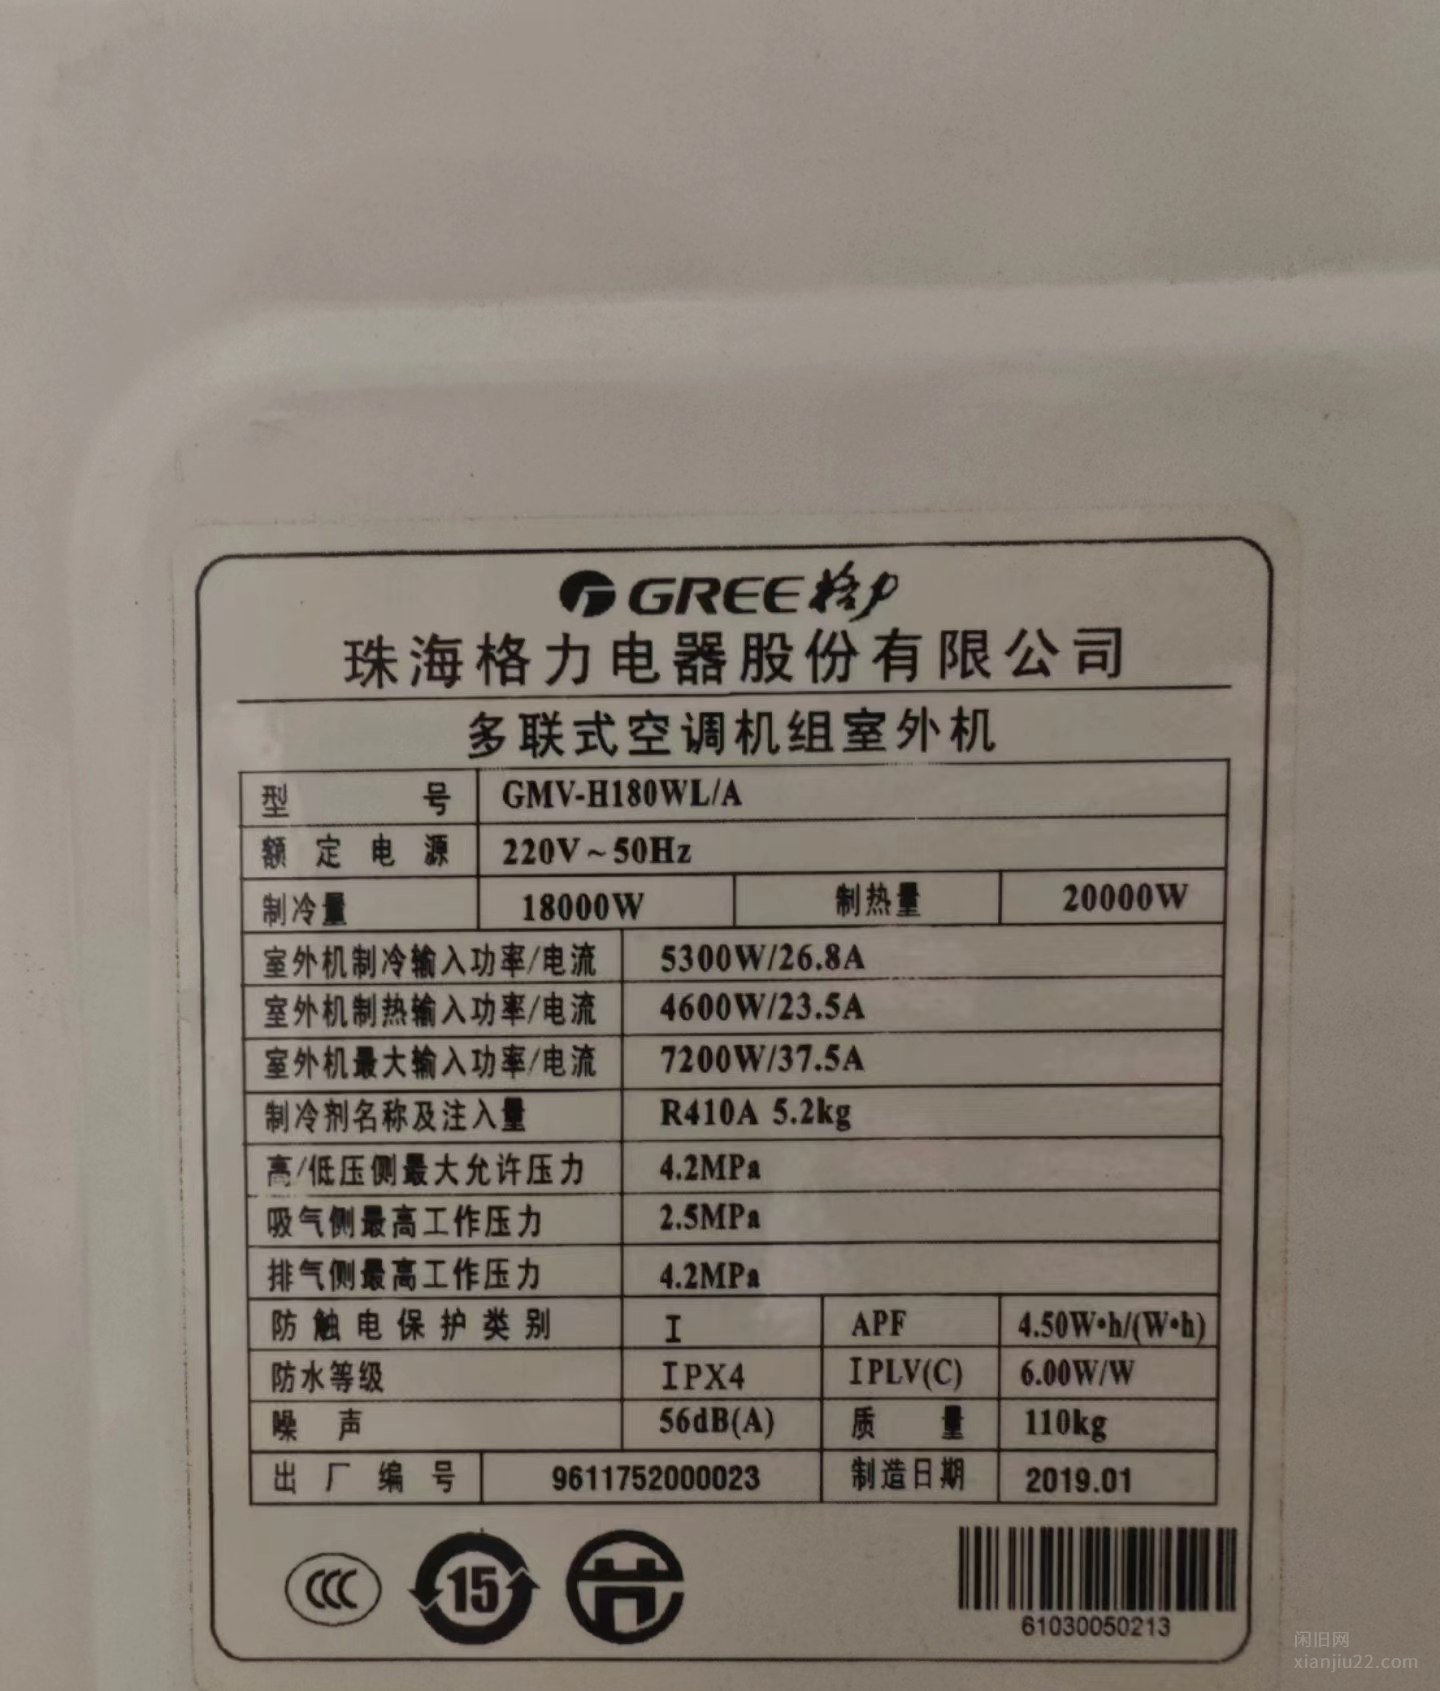 GREE格力
珠海格力电器股份有限公司
多联式空调机组室外机
型 号 GMV-H180WL/A
额定电源 220V~50Hz
制冷量 18000W 制热量 20000W
室外机制冷输入功率/电流 5300W/26.8A
室外机制热输入功率/电流 4600W/23.5A
室外机最大输入功率/电流 7200W/37.5A
制冷剂名称及注入量 R410A 5.2kg
高/低压侧最大允许压力 4.2MPa
吸气侧最高工作压力 2.5MPa
排气侧最高工作压力 4.2MPa
防触电保护类别 I APF 4.50W•h/(W•h)
防水等级 IPX4 IPLV(C) 6.00W/W
噪 声 56dB(A) 质 量 110kg
出厂编号 9611752000023 制造日期 2019.01
CCC 15 节
61030050213
闲旧网
xianjiu22.com